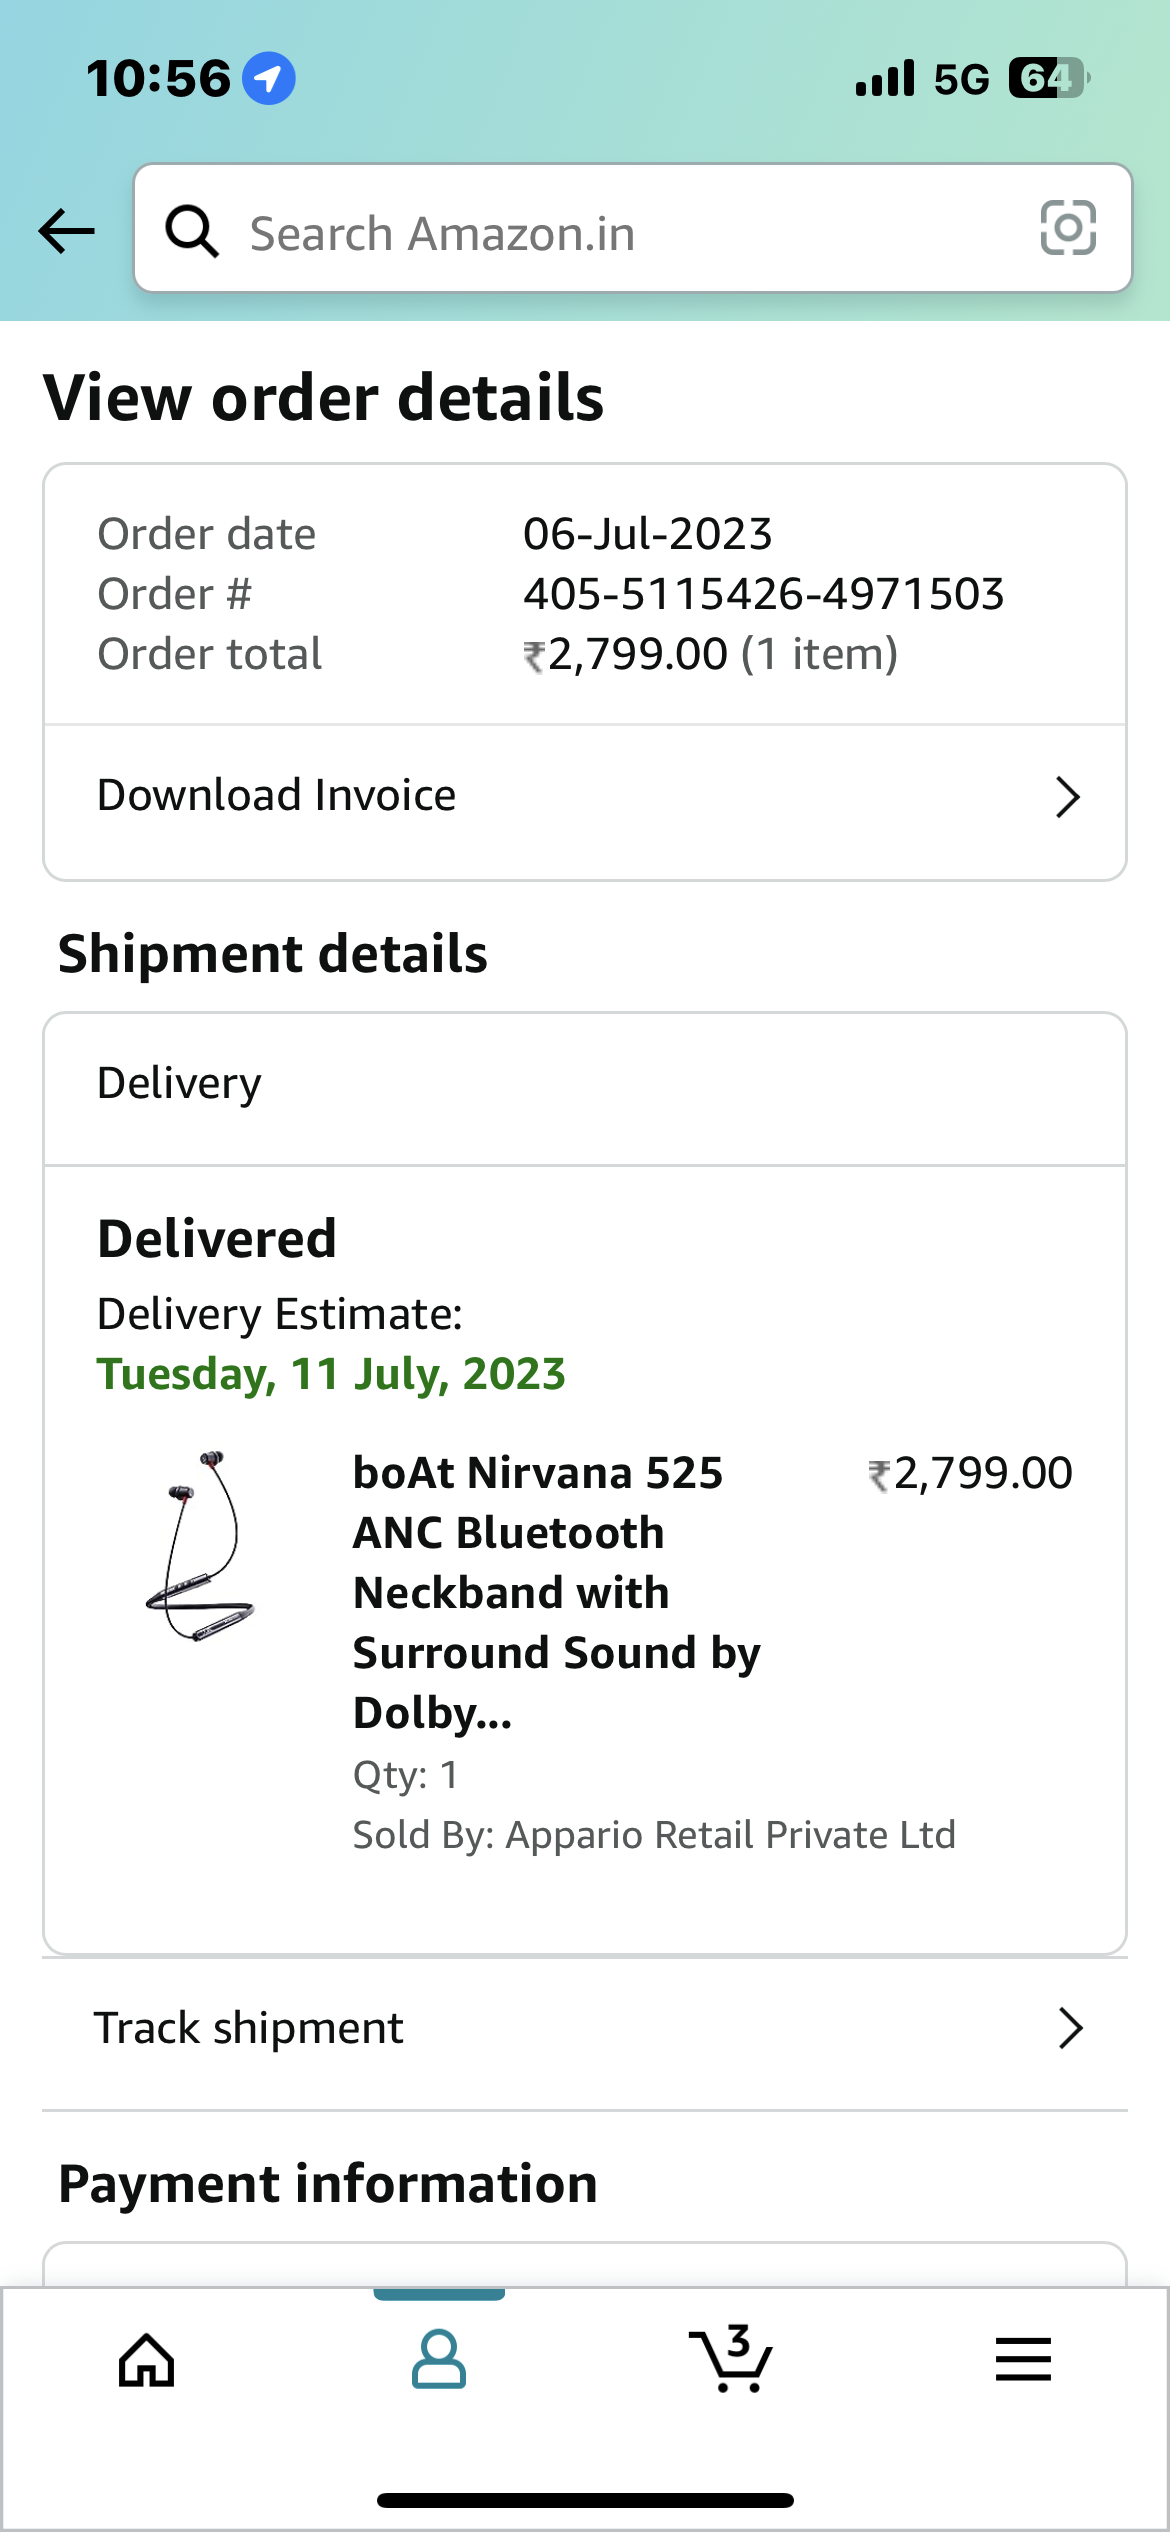 10:56
5G 64
Search Amazon.in
View order details
Order date 06-Jul-2023
Order # 405-5115426-4971503
Order total ₹2,799.00 (1 item)
Download Invoice
Shipment details
Delivery
Delivered
Delivery Estimate:
Tuesday, 11 July, 2023
boAt Nirvana 525 ₹2,799.00
ANC Bluetooth
Neckband with
Surround Sound by
Dolby...
Qty: 1
Sold By: Appario Retail Private Ltd
Track shipment
Payment information
3